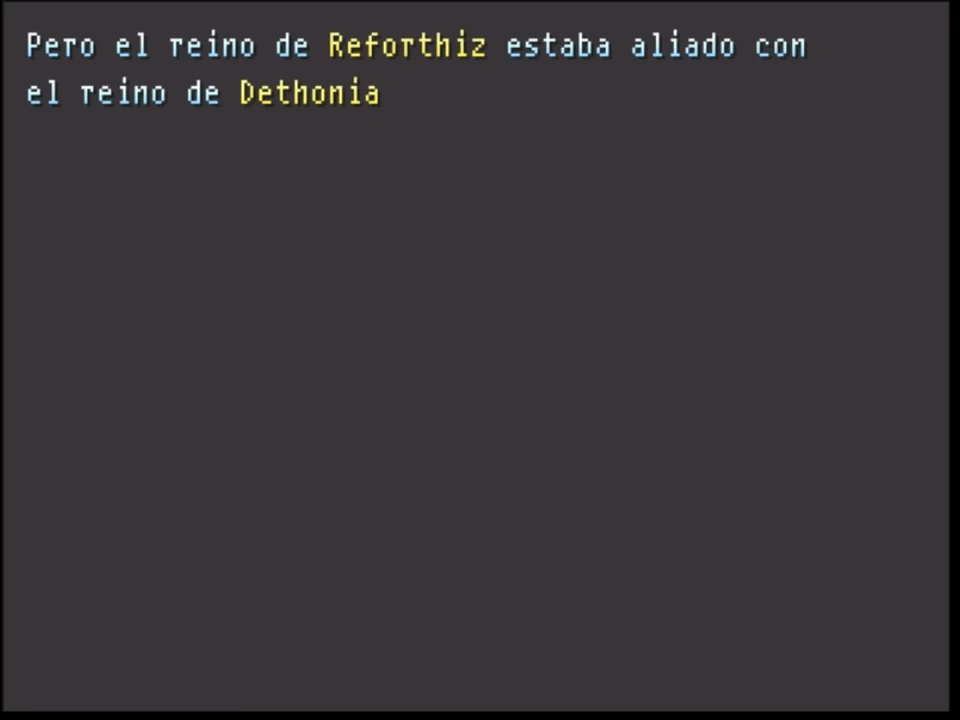 Pero el reino de Reforthiz estaba aliado con
el reino de Dethonia